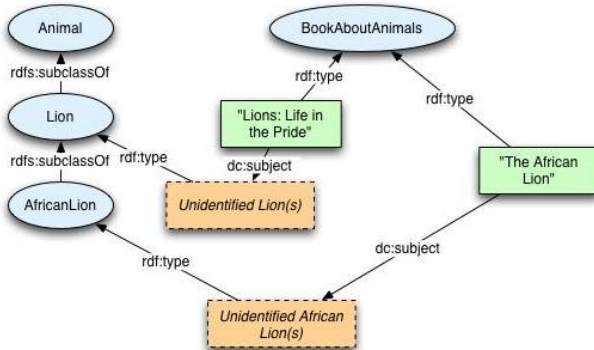 Animal
BookAboutAnimals
rdfs:subclassOf
rdf:type
rdf:type
Lion
"Lions: Life in
the Pride"
rdfs:subclassOf
rdf:type
dc:subject
"The African
Lion"
AfricanLion
Unidentified Lion(s)
dc:subject
rdf:type
Unidentified African
Lion(s)